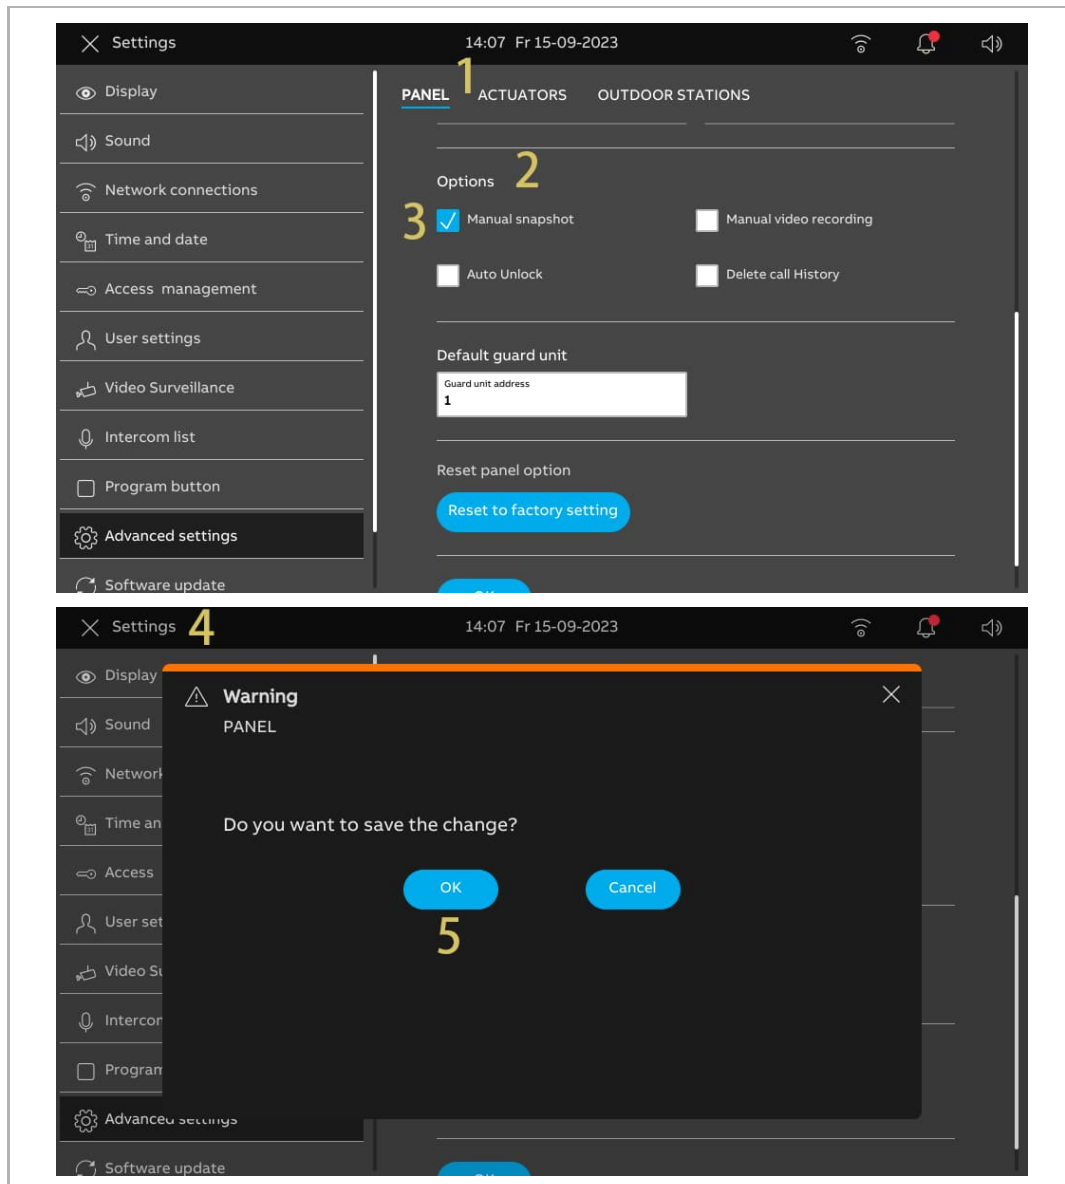 Settings
14:07 Fr 15-09-2023
1
Display
PANEL ACTUATORS OUTDOOR STATIONS
Sound
Options 2
Network connections
3 Manual snapshot Manual video recording
Time and date
Auto Unlock Delete call History
Access management
User settings
Default guard unit
Video Surveillance
Guard unit address
1
Intercom list
Reset panel option
Program button
Reset to factory setting
Advanced settings
Software update
Settings 4
14:07 Fr 15-09-2023
Display
Warning
Sound
PANEL
Network
Time an
Do you want to save the change?
Access
OK Cancel
User set
5
Video Su
Intercom
Program
Advanced settings
Software update